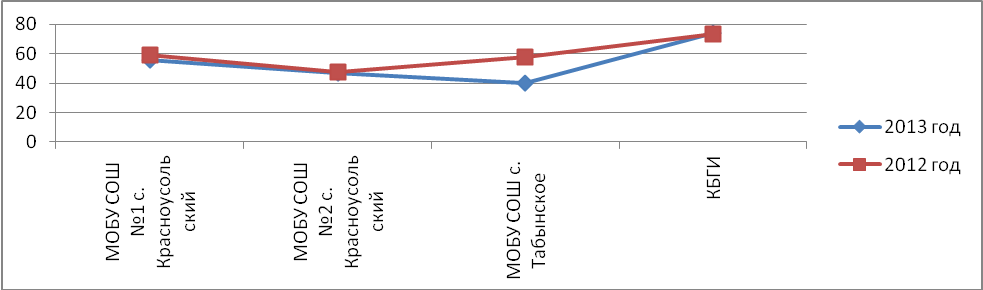 80
60
40
20
0
МОБУ СОШ
№1 с.
Красноусоль
ский
МОБУ СОШ
№2 с.
Красноусоль
ский
МОБУ СОШ с.
Табынское
КБГИ
2013 год
2012 год